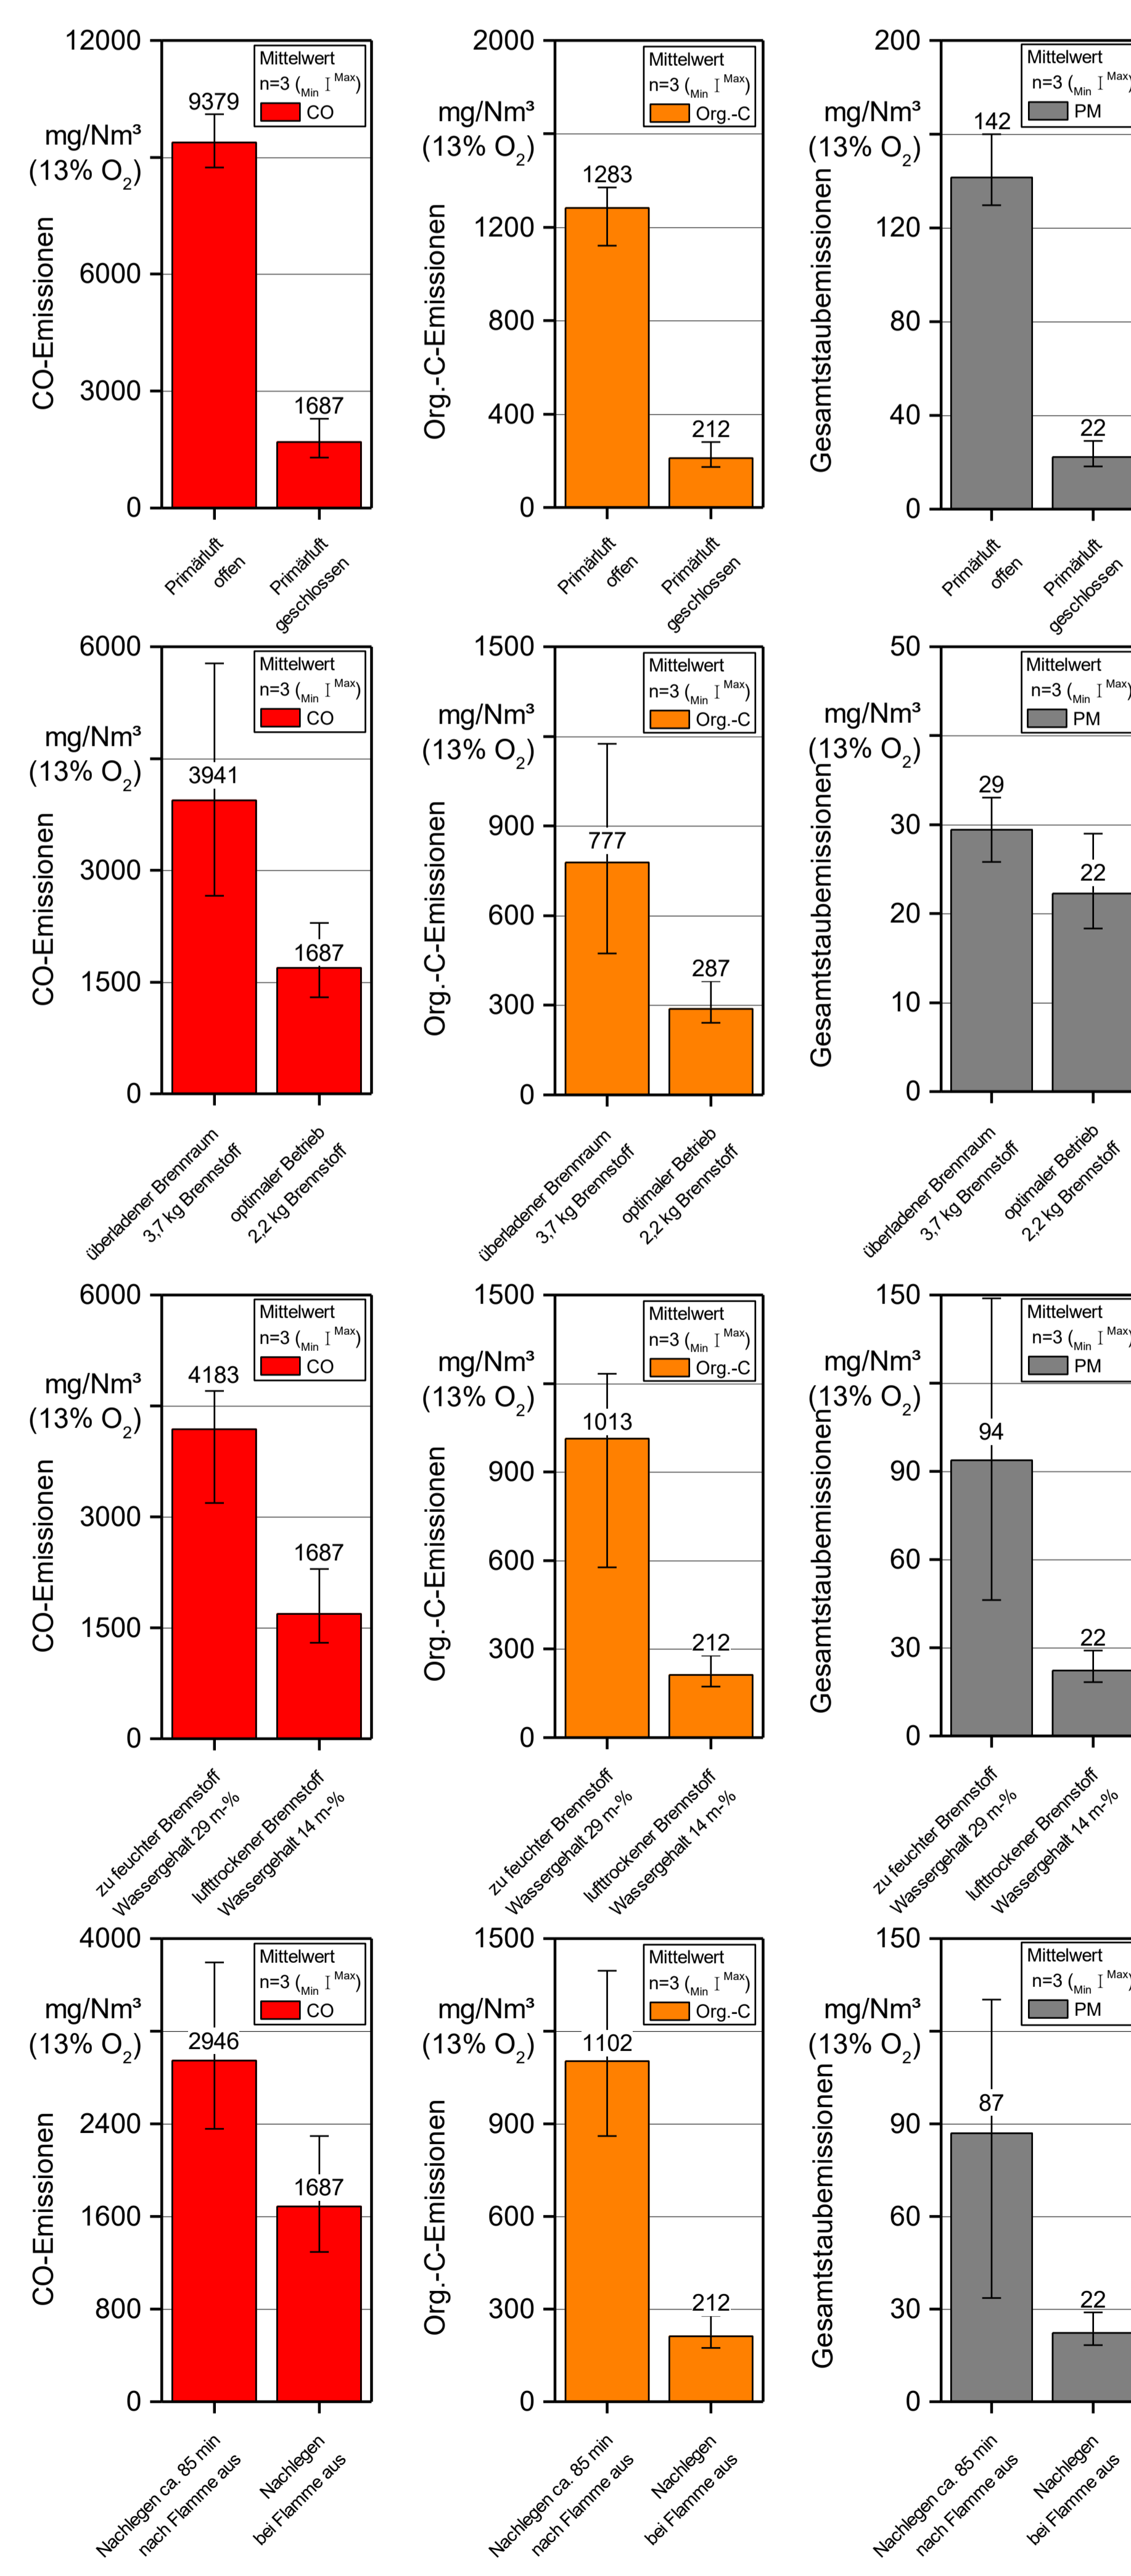 12000
mg/Nm³
(13% O2)
6000
3000
0
CO-Emissionen
Mittelwert
n=3 (Min I Max)
CO
9379
1687
Primärluft
offen
Primärluft
geschlossen
2000
mg/Nm³
(13% O2)
1200
800
400
0
Org.-C-Emissionen
Mittelwert
n=3 (Min I Max)
Org.-C
1283
212
Primärluft
offen
Primärluft
geschlossen
200
mg/Nm³
(13% O2)
120
80
40
0
Gesamtstaubemissionen
Mittelwert
n=3 (Min I Max)
PM
142
22
Primärluft
offen
Primärluft
geschlossen
6000
mg/Nm³
(13% O2)
3000
1500
0
CO-Emissionen
Mittelwert
n=3 (Min I Max)
CO
3941
1687
überladener Brennraum
3,7 kg Brennstoff
optimaler Betrieb
2,2 kg Brennstoff
1500
mg/Nm³
(13% O2)
900
600
300
0
Org.-C-Emissionen
Mittelwert
n=3 (Min I Max)
Org.-C
777
287
überladener Brennraum
3,7 kg Brennstoff
optimaler Betrieb
2,2 kg Brennstoff
50
mg/Nm³
(13% O2)
30
20
10
0
Gesamtstaubemissionen
Mittelwert
n=3 (Min I Max)
PM
29
22
überladener Brennraum
3,7 kg Brennstoff
optimaler Betrieb
2,2 kg Brennstoff
6000
mg/Nm³
(13% O2)
3000
1500
0
CO-Emissionen
Mittelwert
n=3 (Min I Max)
CO
4183
1687
zu feuchter Brennstoff
Wassergehalt 29 m-%
lufttrockener Brennstoff
Wassergehalt 14 m-%
1500
mg/Nm³
(13% O2)
900
600
300
0
Org.-C-Emissionen
Mittelwert
n=3 (Min I Max)
Org.-C
1013
212
zu feuchter Brennstoff
Wassergehalt 29 m-%
lufttrockener Brennstoff
Wassergehalt 14 m-%
150
mg/Nm³
(13% O2)
90
60
30
0
Gesamtstaubemissionen
Mittelwert
n=3 (Min I Max)
PM
94
22
zu feuchter Brennstoff
Wassergehalt 29 m-%
lufttrockener Brennstoff
Wassergehalt 14 m-%
4000
mg/Nm³
(13% O2)
2400
1600
800
0
CO-Emissionen
Mittelwert
n=3 (Min I Max)
CO
2946
1687
Nachlegen ca. 85 min
nach Flamme aus
Nachlegen
bei Flamme aus
1500
mg/Nm³
(13% O2)
900
600
300
0
Org.-C-Emissionen
Mittelwert
n=3 (Min I Max)
Org.-C
1102
212
Nachlegen ca. 85 min
nach Flamme aus
Nachlegen
bei Flamme aus
150
mg/Nm³
(13% O2)
90
60
30
0
Gesamtstaubemissionen
Mittelwert
n=3 (Min I Max)
PM
87
22
Nachlegen ca. 85 min
nach Flamme aus
Nachlegen
bei Flamme aus